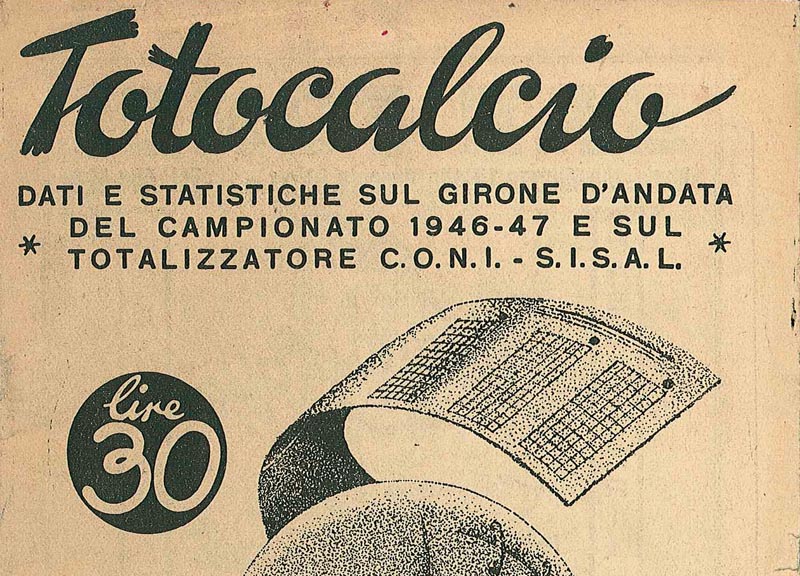 Totocalcio
DATI E STATISTICHE SUL GIRONE D'ANDATA
DEL CAMPIONATO 1946-47 E SUL
* TOTALIZZATORE C.O.N.I. - S.I.S.A.L. *
lire
30